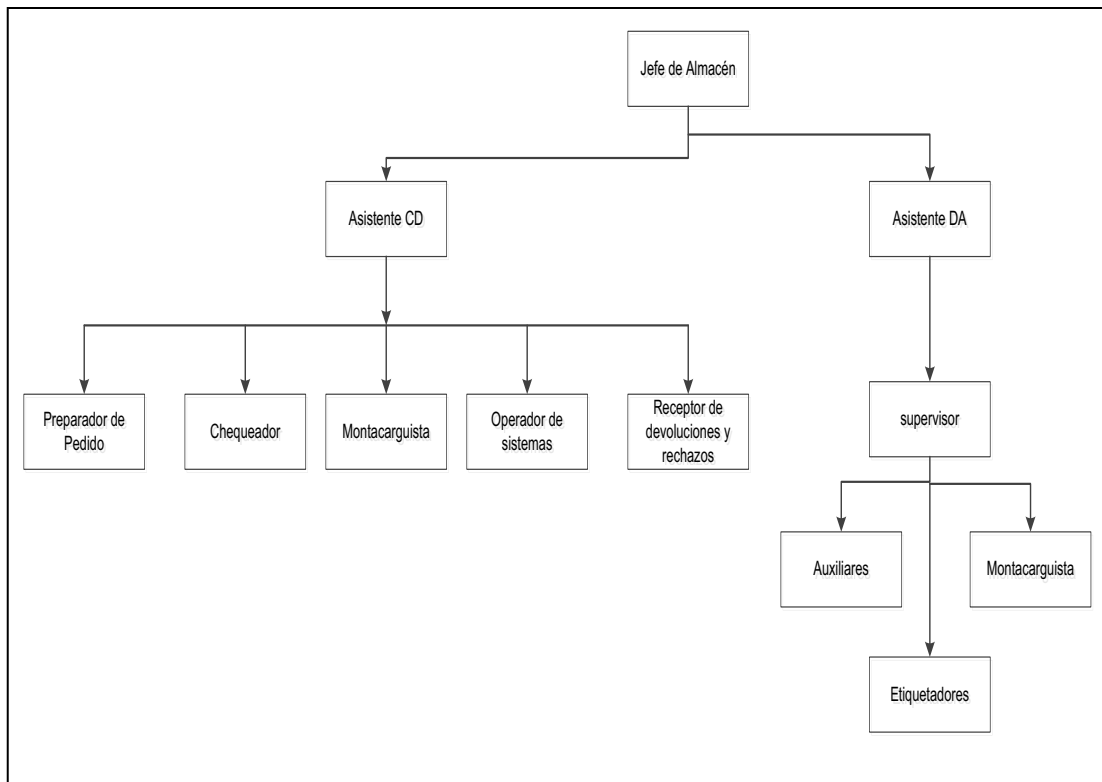 Jefe de Almacén
Asistente CD
Asistente DA
Preparador de
Pedido
Chequeador
Montacarguista
Operador de
sistemas
Receptor de
devoluciones y
rechazos
supervisor
Auxiliares
Montacarguista
Etiquetadores